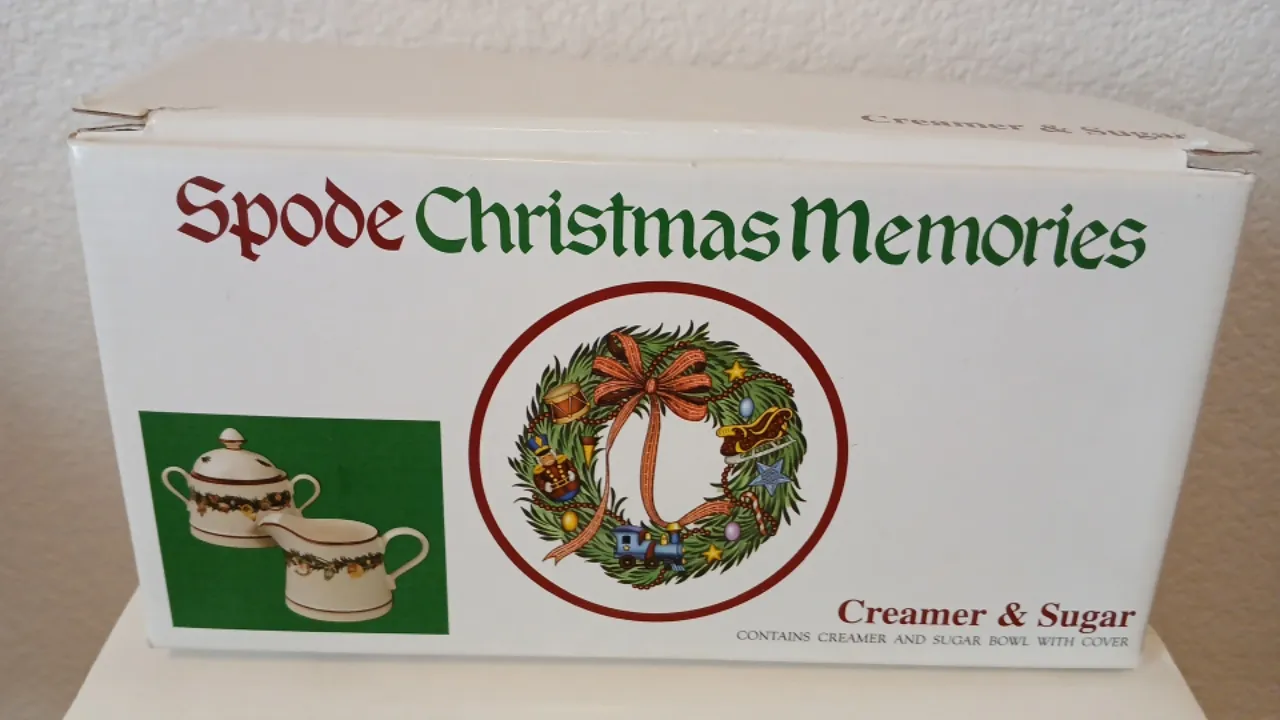 Creamer & Sugar
Spode Christmas Memories
Creamer & Sugar
CONTAINS CREAMER AND SUGAR BOWL WITH COVER